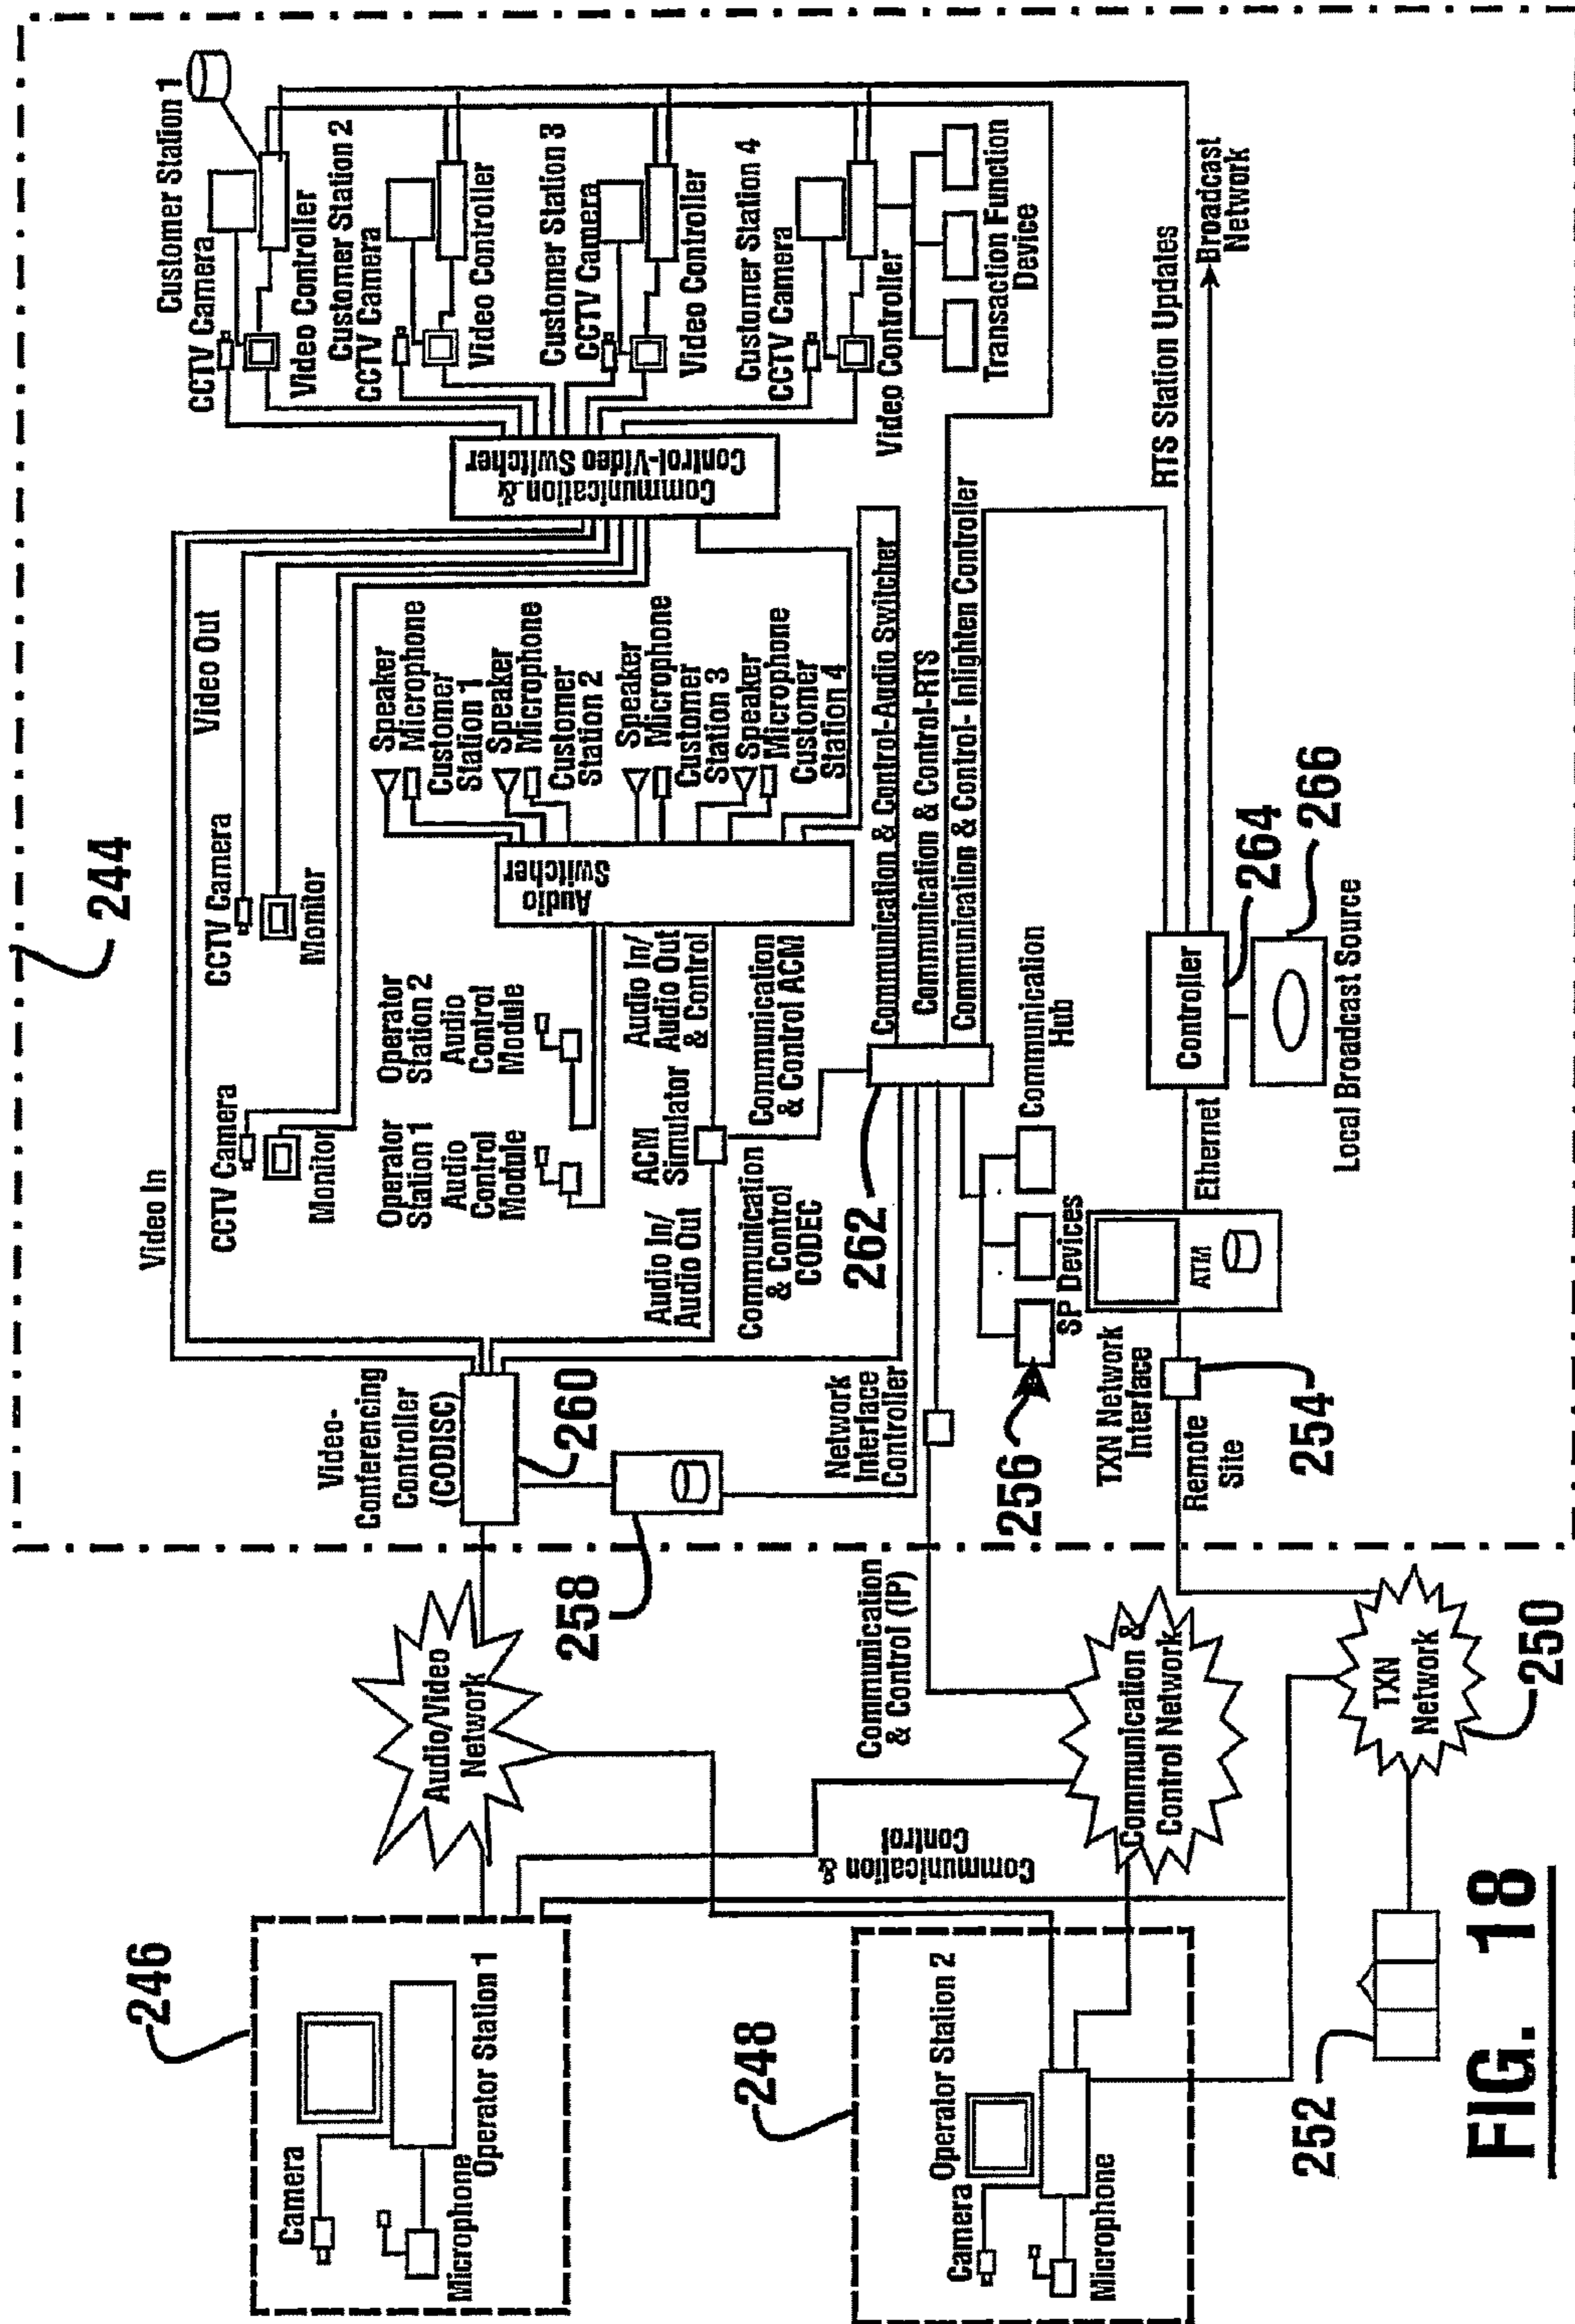 246
Camera
Microphone
Operator Station 1
248
Operator Station 2
Camera
Microphone
Communication &
Control
Audio/Video
Network
Communication
& Control (IP)
Communication &
Control Network
TXN
Network
250
252
244
Video In
Video Out
CCTV Camera
Monitor
CCTV Camera
Monitor
Video-
Conferencing
Controller
(CODISC)
260
258
Operator
Station 1
Audio
Control
Module
Operator
Station 2
Audio
Control
Module
ACM
Simulator
Audio In/
Audio Out
Audio In/
Audio Out
& Control
Communication
& Control ACM
Communication
& Control
CODEC
262
Audio
Switcher
Speaker
Microphone
Customer
Station 1
Speaker
Microphone
Customer
Station 2
Speaker
Microphone
Customer
Station 3
Speaker
Microphone
Customer
Station 4
Communication &
Control-Video Switcher
Customer Station 1
CCTV Camera
Video Controller
Customer Station 2
CCTV Camera
Video Controller
Customer Station 3
CCTV Camera
Video Controller
Customer Station 4
CCTV Camera
Video Controller
Transaction Function
Device
Communication & Control-Audio Switcher
Communication & Control-RTS
Communication & Control- Inlighten Controller
Network
Interface
Controller
256
SP Devices
Communication
Hub
TXN Network
Interface
Remote
Site
254
ATM
Ethernet
Controller
264
266
Local Broadcast Source
RTS Station Updates
Broadcast
Network
FIG. 18